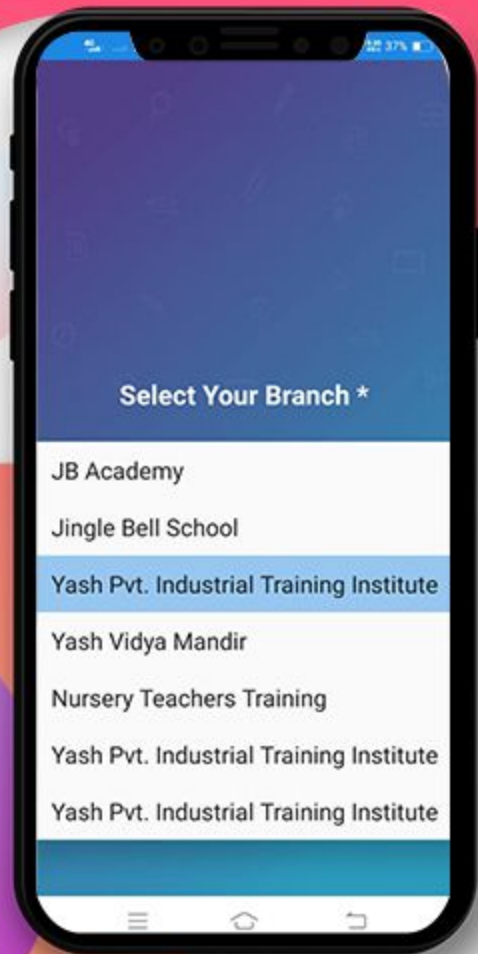 37%
Select Your Branch *
JB Academy
Jingle Bell School
Yash Pvt. Industrial Training Institute
Yash Vidya Mandir
Nursery Teachers Training
Yash Pvt. Industrial Training Institute
Yash Pvt. Industrial Training Institute